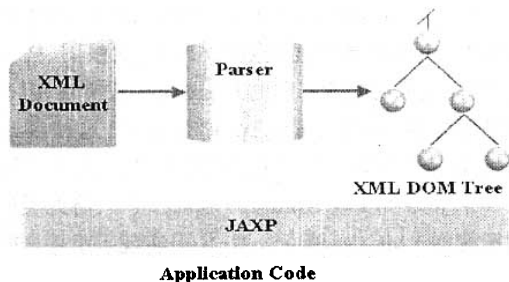 XML
Document
Parser
XML DOM Tree
JAXP
Application Code